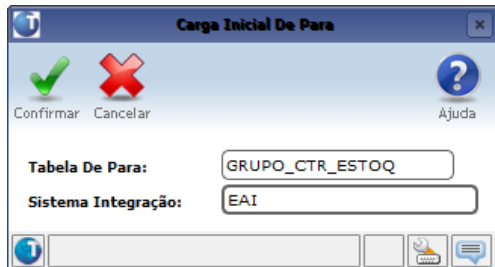 Carga Inicial De Para
Confirmar Cancelar Ajuda
Tabela De Para: GRUPO_CTR_ESTOQ
Sistema Integração: EAI